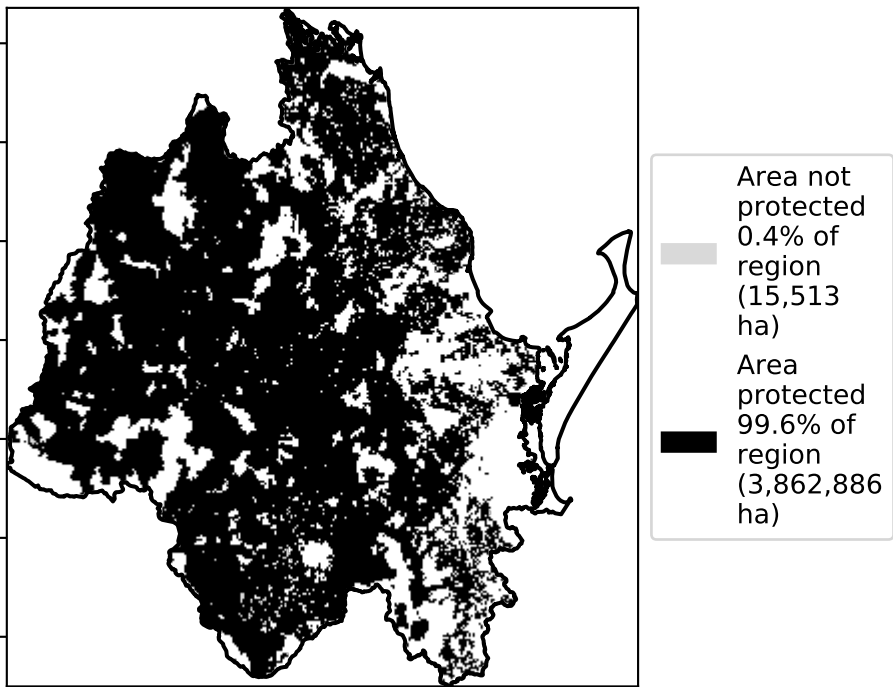 Area not
protected
0.4% of
region
(15,513
ha)
Area
protected
99.6% of
region
(3,862,886
ha)